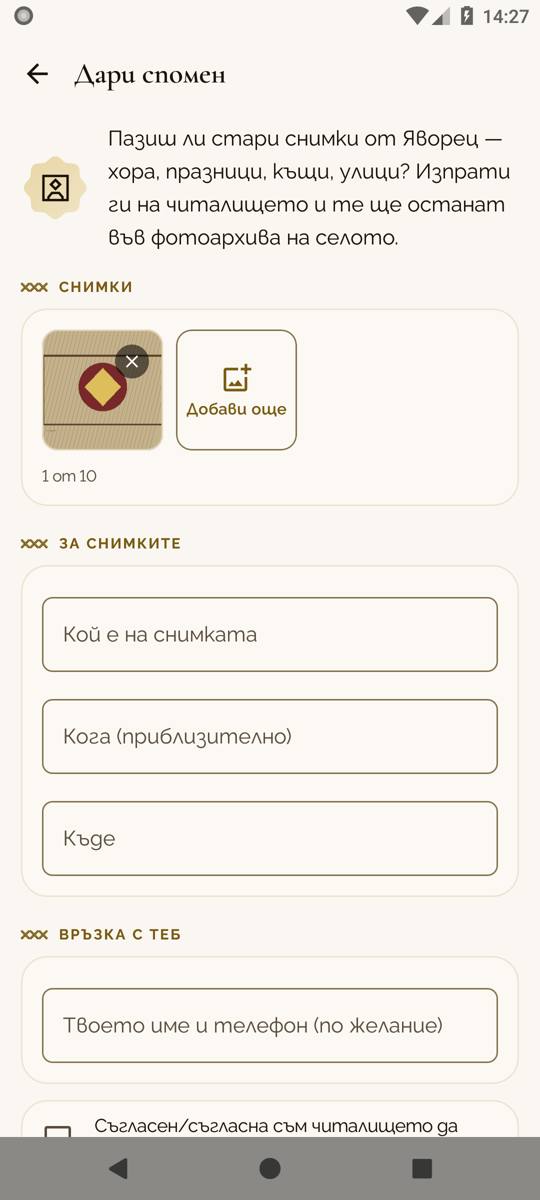 14:27
Дари спомен
Пазиш ли стари снимки от Яворец —
хора, празници, къщи, улици? Изпрати
ги на читалището и те ще останат
във фотоархива на селото.
СНИМКИ
Добави още
1 от 10
ЗА СНИМКИТЕ
Кой е на снимката
Кога (приблизително)
Къде
ВРЪЗКА С ТЕБ
Твоето име и телефон (по желание)
Съгласен/съгласна съм читалището да